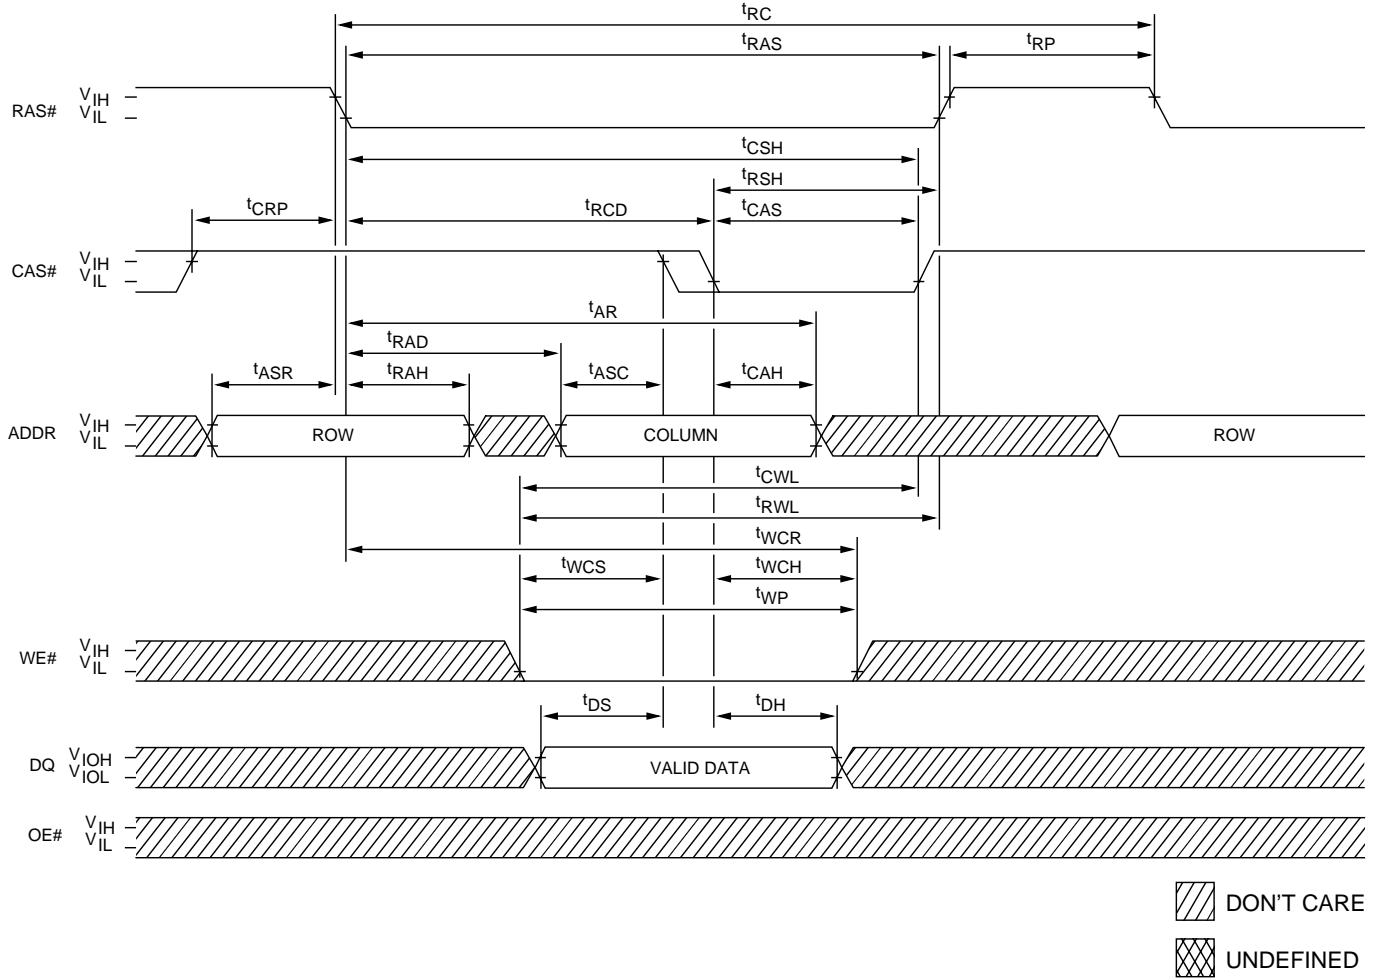 tRC
tRAS
tRP
RAS# VIH
VIL
tCSH
tRSH
tCRP
tRCD
tCAS
CAS# VIH
VIL
tAR
tRAD
tASR
tRAH
tASC
tCAH
ADDR VIH
VIL
ROW
COLUMN
ROW
tCWL
tRWL
tWCR
tWCS
tWCH
tWP
WE# VIH
VIL
tDS
tDH
DQ VIOH
VIOL
VALID DATA
OE# VIH
VIL
DON'T CARE
UNDEFINED